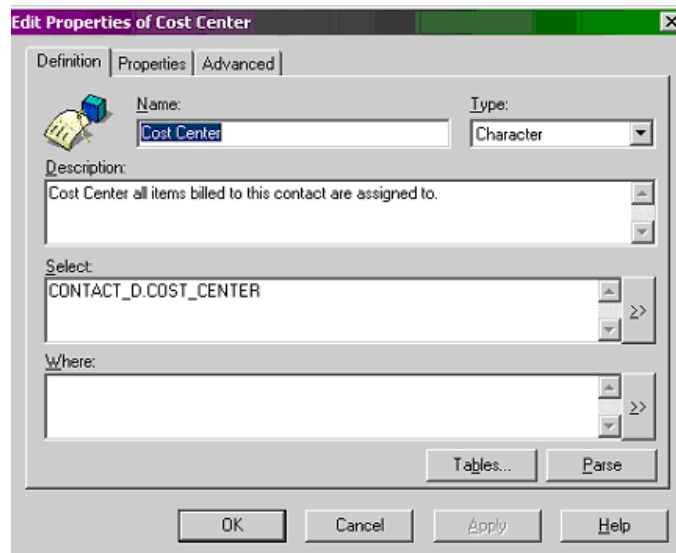 Edit Properties of Cost Center
Definition Properties Advanced
Name: Type:
Cost Center Character
Description:
Cost Center all items billed to this contact are assigned to.
Select:
CONTACT_D.COST_CENTER
>>
Where:
>>
Tables... Parse
OK Cancel Apply Help